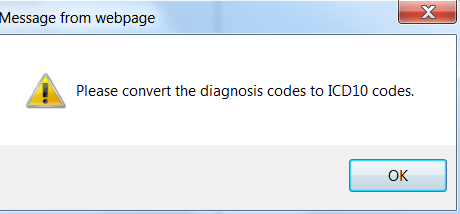 Message from webpage
Please convert the diagnosis codes to ICD10 codes.
OK